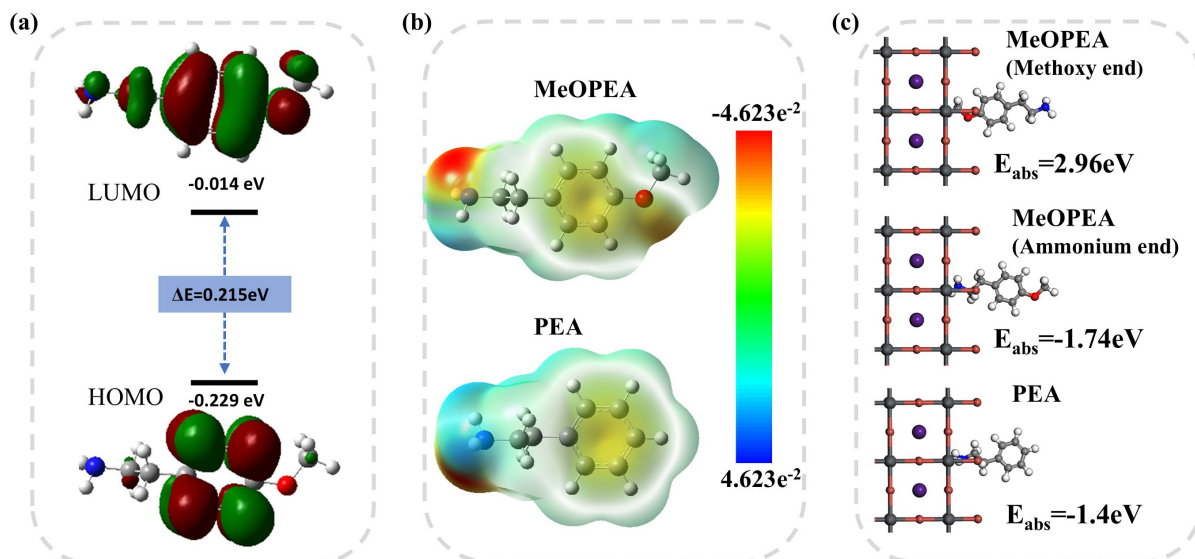 (a)
LUMO
-0.014 eV
ΔE=0.215eV
HOMO
-0.229 eV
(b)
MeOPEA
-4.623e⁻²
PEA
4.623e⁻²
(c)
MeOPEA
(Methoxy end)
Eabs=2.96eV
MeOPEA
(Ammonium end)
Eabs=-1.74eV
PEA
Eabs=-1.4eV